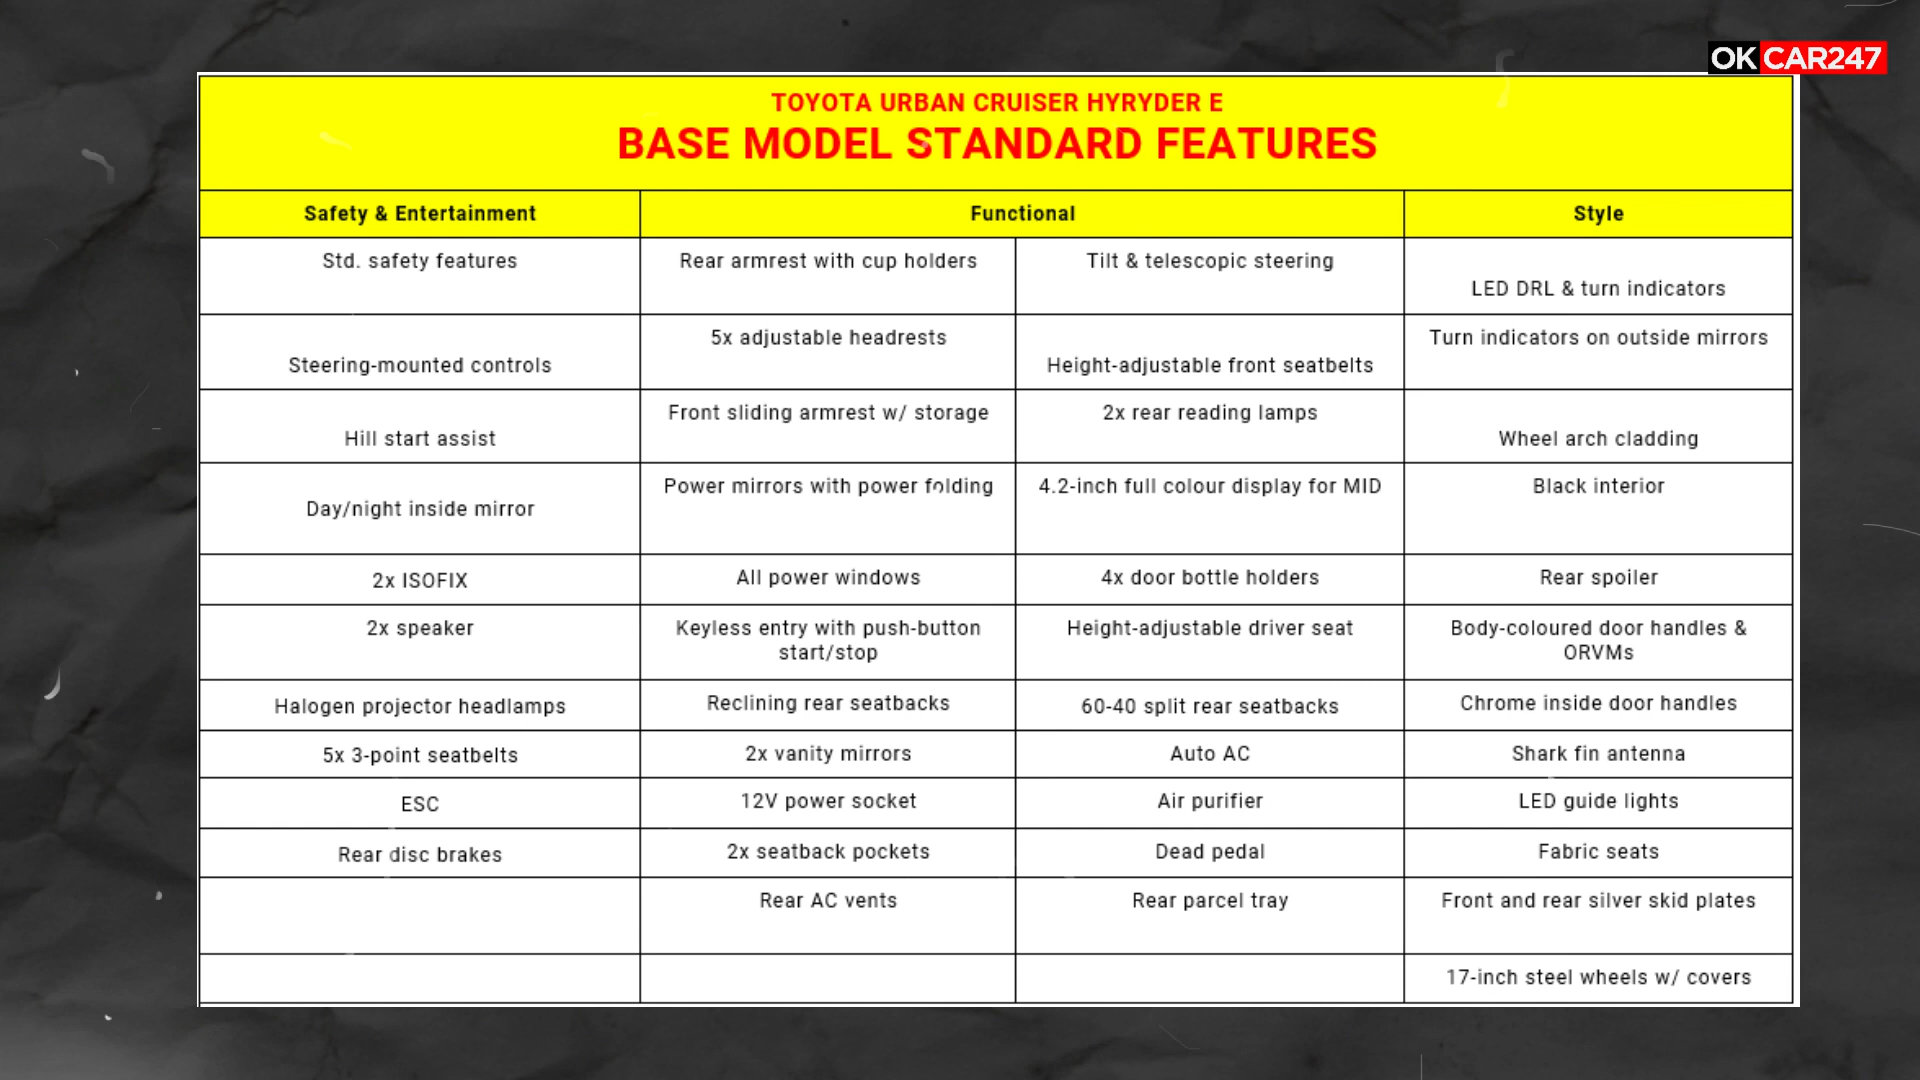 OK CAR247
TOYOTA URBAN CRUISER HYRYDER E
BASE MODEL STANDARD FEATURES
Safety & Entertainment Functional Style
Std. safety features Rear armrest with cup holders Tilt & telescopic steering LED DRL & turn indicators
Steering-mounted controls 5x adjustable headrests Height-adjustable front seatbelts Turn indicators on outside mirrors
Hill start assist Front sliding armrest w/ storage 2x rear reading lamps Wheel arch cladding
Day/night inside mirror Power mirrors with power folding 4.2-inch full colour display for MID Black interior
2x ISOFIX All power windows 4x door bottle holders Rear spoiler
2x speaker Keyless entry with push-button Height-adjustable driver seat Body-coloured door handles &
start/stop ORVMs
Halogen projector headlamps Reclining rear seatbacks 60-40 split rear seatbacks Chrome inside door handles
5x 3-point seatbelts 2x vanity mirrors Auto AC Shark fin antenna
ESC 12V power socket Air purifier LED guide lights
Rear disc brakes 2x seatback pockets Dead pedal Fabric seats
Rear AC vents Rear parcel tray Front and rear silver skid plates
17-inch steel wheels w/ covers